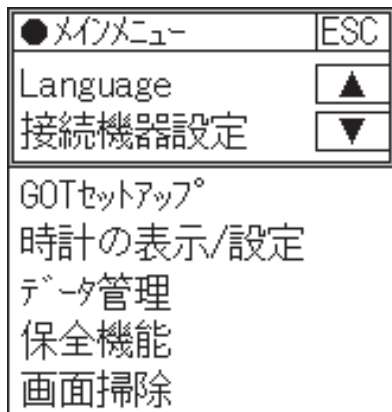 ●ﾒｲﾝﾒﾆｭｰ ESC
Language ▲
接続機器設定 ▼
GOTｾｯﾄｱｯﾌﾟ
時計の表示/設定
ﾃﾞｰﾀ管理
保全機能
画面掃除